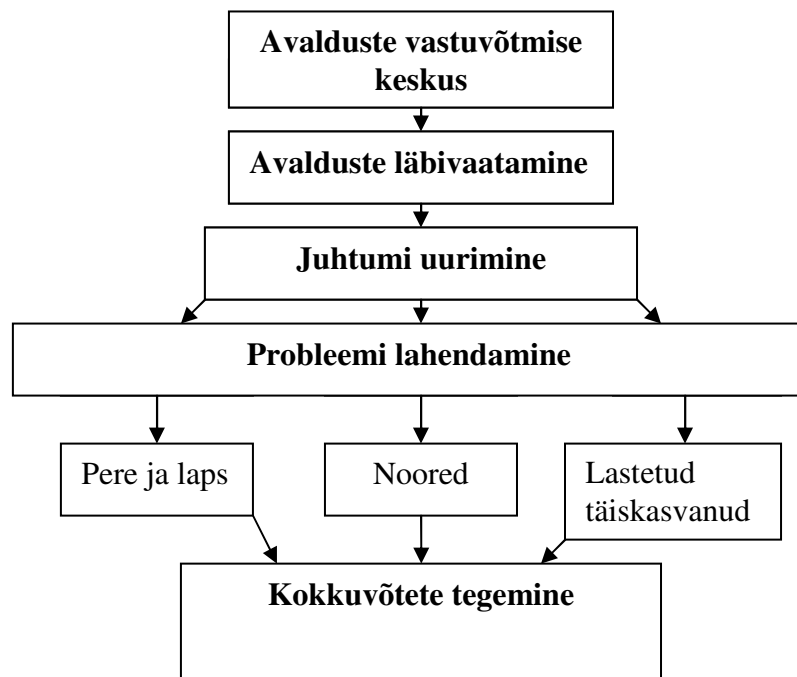 Avalduste vastuvõtmise
keskus
Avalduste läbivaatamine
Juhtumi uurimine
Probleemi lahendamine
Pere ja laps
Noored
Lastetud
täiskasvanud
Kokkuvõtete tegemine